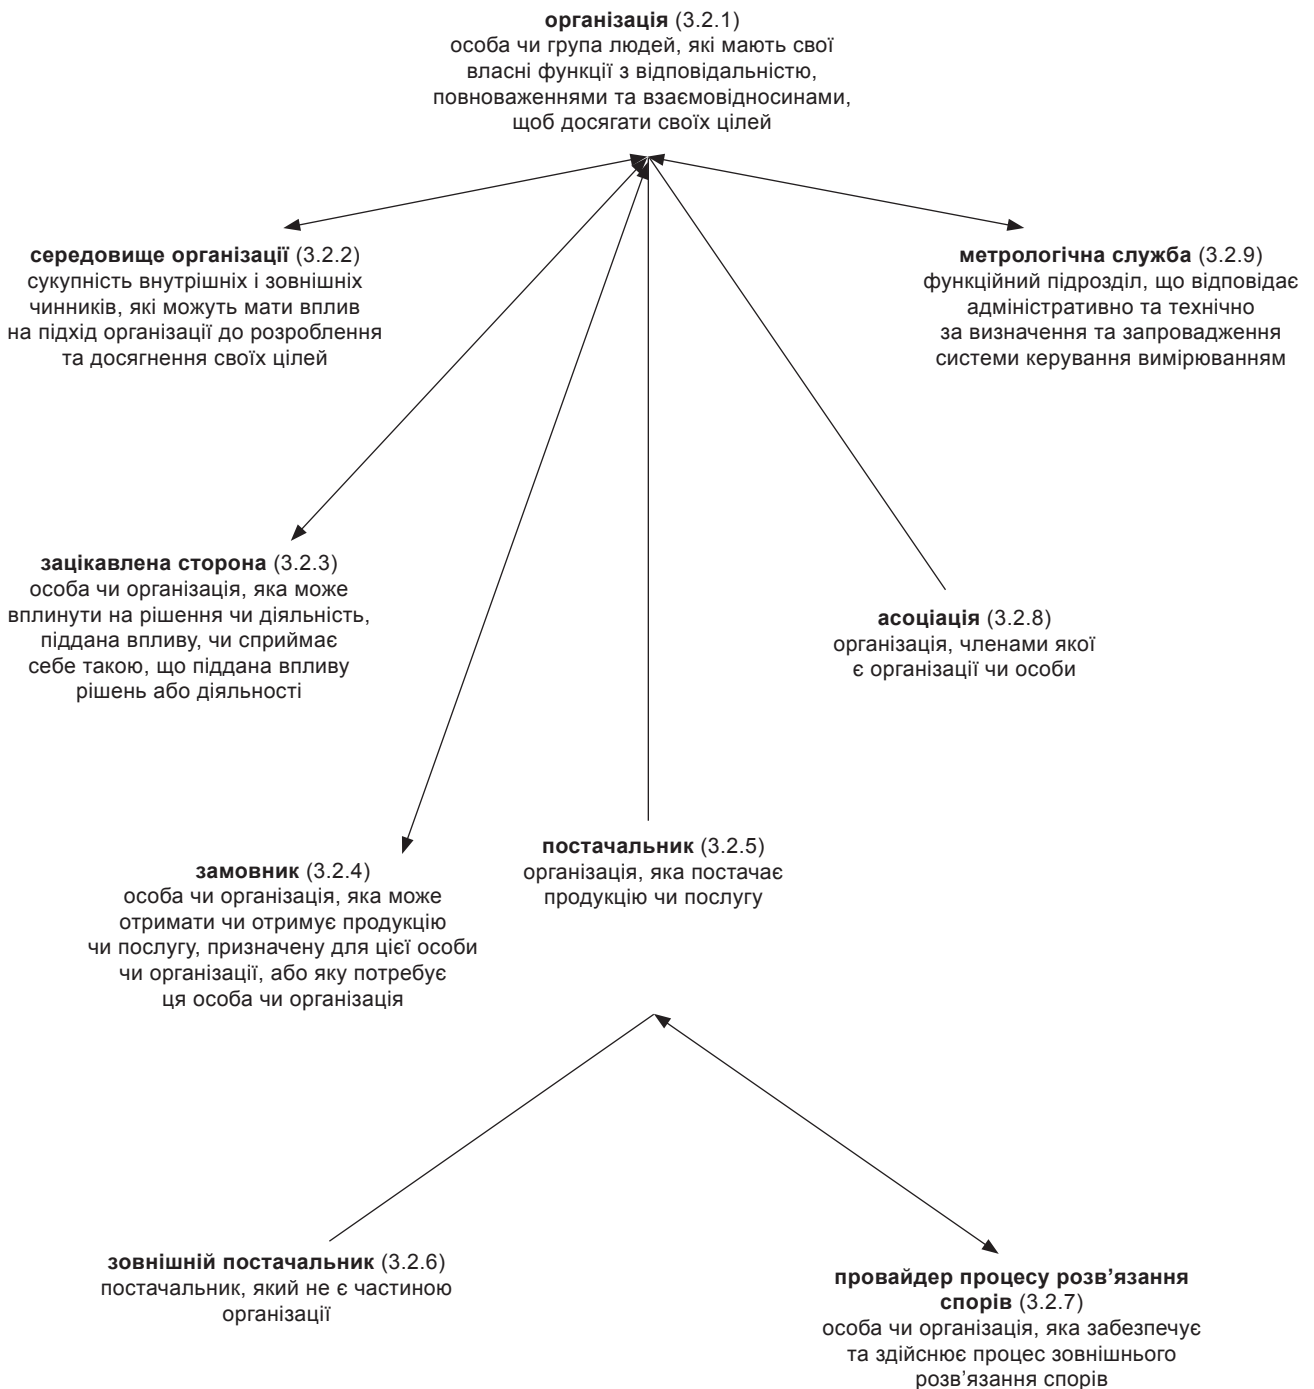 організація (3.2.1)
особа чи група людей, які мають свої
власні функції з відповідальністю,
повноваженнями та взаємовідносинами,
щоб досягати своїх цілей
середовище організації (3.2.2)
сукупність внутрішніх і зовнішніх
чинників, які можуть мати вплив
на підхід організації до розроблення
та досягнення своїх цілей
метрологічна служба (3.2.9)
функційний підрозділ, що відповідає
адміністративно та технічно
за визначення та запровадження
системи керування вимірюванням
зацікавлена сторона (3.2.3)
особа чи організація, яка може
вплинути на рішення чи діяльність,
піддана впливу, чи сприймає
себе такою, що піддана впливу
рішень або діяльності
асоціація (3.2.8)
організація, членами якої
є організації чи особи
замовник (3.2.4)
особа чи організація, яка може
отримати чи отримує продукцію
чи послугу, призначену для цієї особи
чи організації, або яку потребує
ця особа чи організація
постачальник (3.2.5)
організація, яка постачає
продукцію чи послугу
зовнішній постачальник (3.2.6)
постачальник, який не є частиною
організації
провайдер процесу розв’язання
спорів (3.2.7)
особа чи організація, яка забезпечує
та здійснює процес зовнішнього
розв’язання спорів